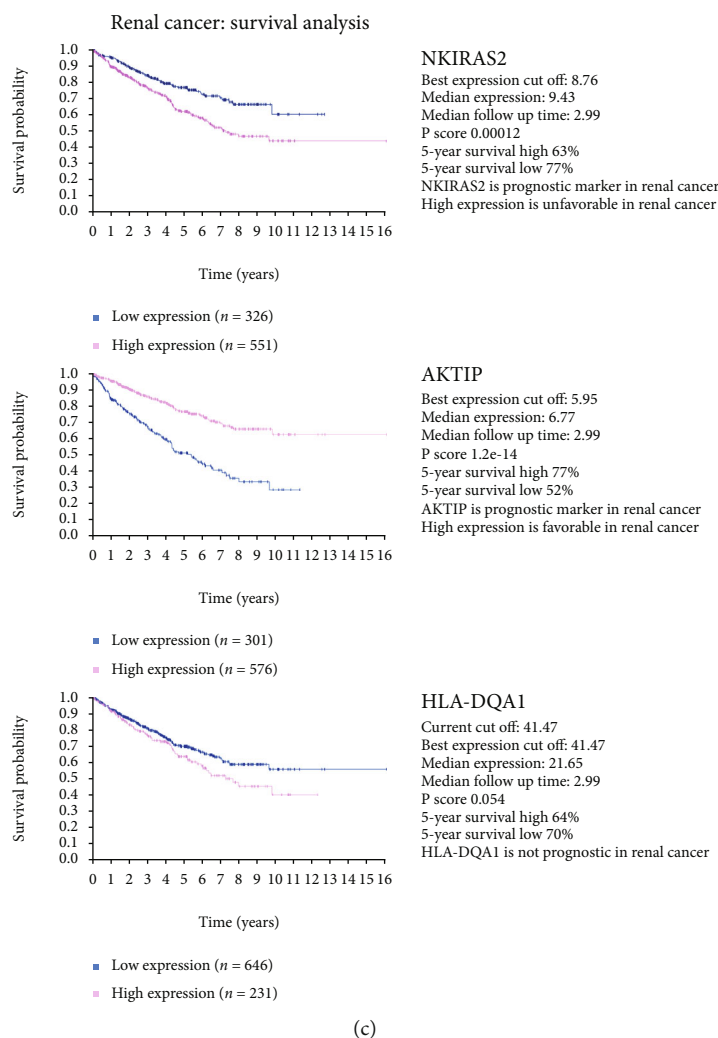 Renal cancer: survival analysis
Survival probability
1.0
0.9
0.8
0.7
0.6
0.5
0.4
0.3
0.2
0.1
0.0
0 1 2 3 4 5 6 7 8 9 10 11 12 13 14 15 16
Time (years)
Low expression (n = 326)
High expression (n = 551)
NKIRAS2
Best expression cut off: 8.76
Median expression: 9.43
Median follow up time: 2.99
P score 0.00012
5-year survival high 63%
5-year survival low 77%
NKIRAS2 is prognostic marker in renal cancer
High expression is unfavorable in renal cancer
Survival probability
1.0
0.9
0.8
0.7
0.6
0.5
0.4
0.3
0.2
0.1
0.0
0 1 2 3 4 5 6 7 8 9 10 11 12 13 14 15 16
Time (years)
Low expression (n = 301)
High expression (n = 576)
AKTIP
Best expression cut off: 5.95
Median expression: 6.77
Median follow up time: 2.99
P score 1.2e-14
5-year survival high 77%
5-year survival low 52%
AKTIP is prognostic marker in renal cancer
High expression is favorable in renal cancer
Survival probability
1.0
0.9
0.8
0.7
0.6
0.5
0.4
0.3
0.2
0.1
0.0
0 1 2 3 4 5 6 7 8 9 10 11 12 13 14 15 16
Time (years)
Low expression (n = 646)
High expression (n = 231)
HLA-DQA1
Current cut off: 41.47
Best expression cut off: 41.47
Median expression: 21.65
Median follow up time: 2.99
P score 0.054
5-year survival high 64%
5-year survival low 70%
HLA-DQA1 is not prognostic in renal cancer
(c)